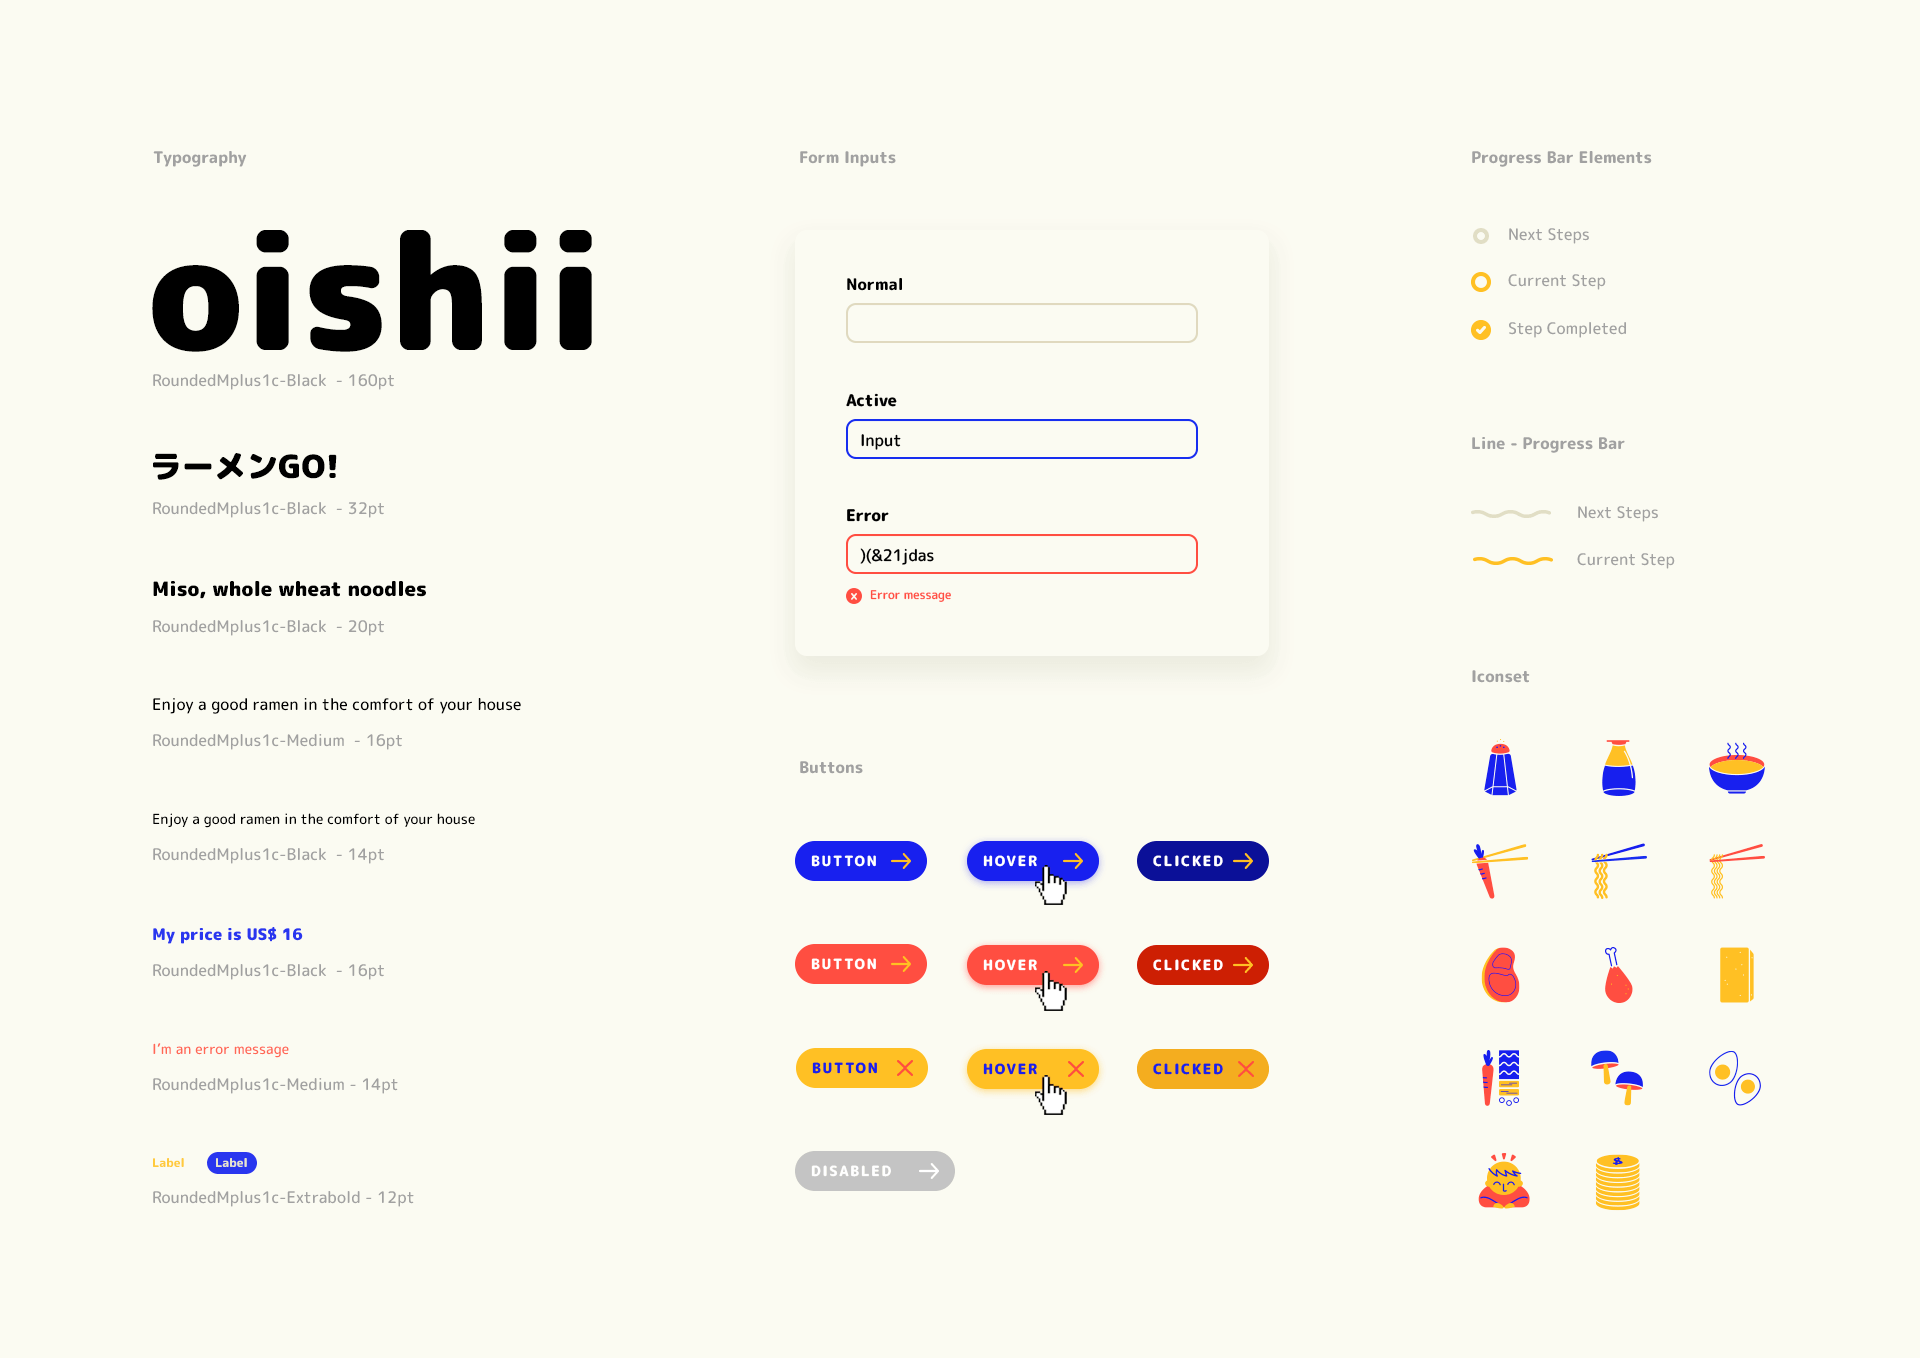 Typography
oishii
RoundedMplus1c-Black - 160pt
ラーメンGO!
RoundedMplus1c-Black - 32pt
Miso, whole wheat noodles
RoundedMplus1c-Black - 20pt
Enjoy a good ramen in the comfort of your house
RoundedMplus1c-Medium - 16pt
Enjoy a good ramen in the comfort of your house
RoundedMplus1c-Black - 14pt
My price is US$ 16
RoundedMplus1c-Black - 16pt
I'm an error message
RoundedMplus1c-Medium - 14pt
Label Label
RoundedMplus1c-Extrabold - 12pt
Form Inputs
Normal
Active
Input
Error
)(&21jdas
Error message
Buttons
BUTTON HOVER CLICKED
BUTTON HOVER CLICKED
BUTTON HOVER CLICKED
DISABLED
Progress Bar Elements
Next Steps
Current Step
Step Completed
Line - Progress Bar
Next Steps
Current Step
Iconset
$